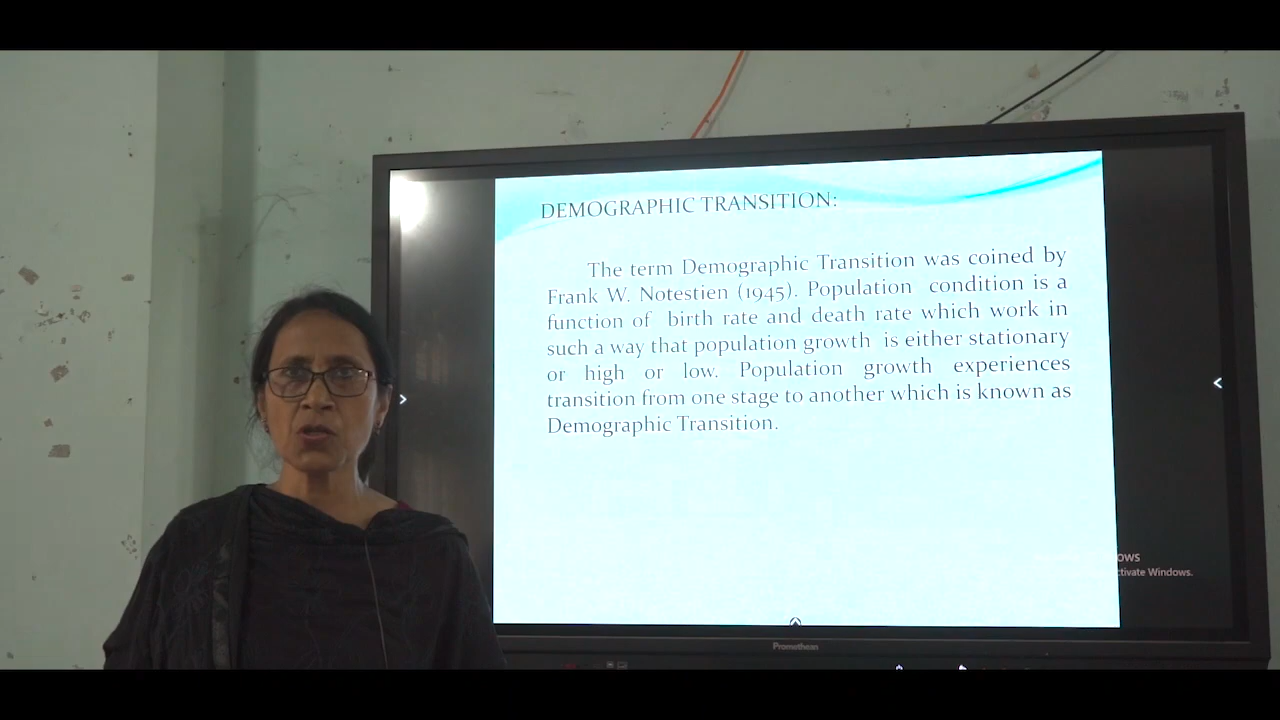 DEMOGRAPHIC TRANSITION:
The term Demographic Transition was coined by
Frank W. Notestien (1945). Population condition is a
function of birth rate and death rate which work in
such a way that population growth is either stationary
or high or low. Population growth experiences
transition from one stage to another which is known as
Demographic Transition.
Windows.
Promethean